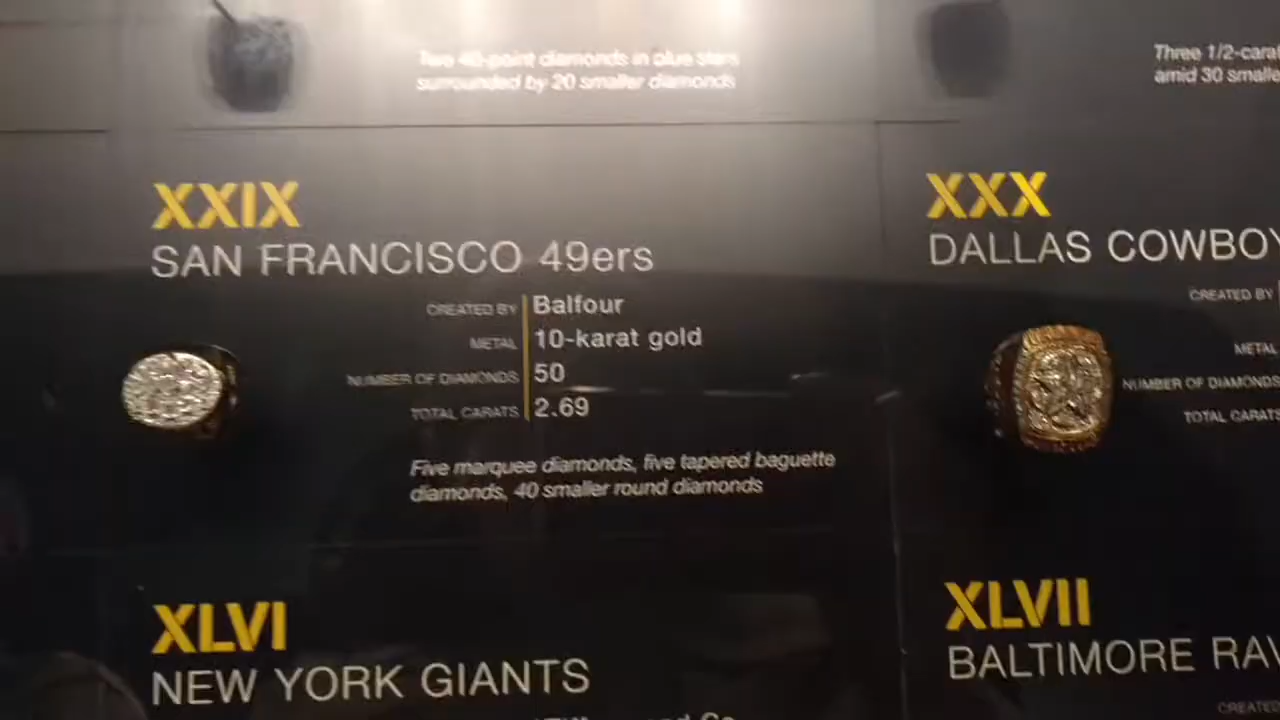 Two 40-point diamonds in blue stars
surrounded by 20 smaller diamonds
Three 1/2-cara
amid 30 smalle
XXIX
SAN FRANCISCO 49ers
CREATED BY Balfour
METAL 10-karat gold
NUMBER OF DIAMONDS 50
TOTAL CARATS 2.69
Five marquee diamonds, five tapered baguette
diamonds, 40 smaller round diamonds
XXX
DALLAS COWBOY
CREATED BY
METAL
NUMBER OF DIAMONDS
TOTAL CARATS
XLVI
NEW YORK GIANTS
XLVII
BALTIMORE RAV
CREATED